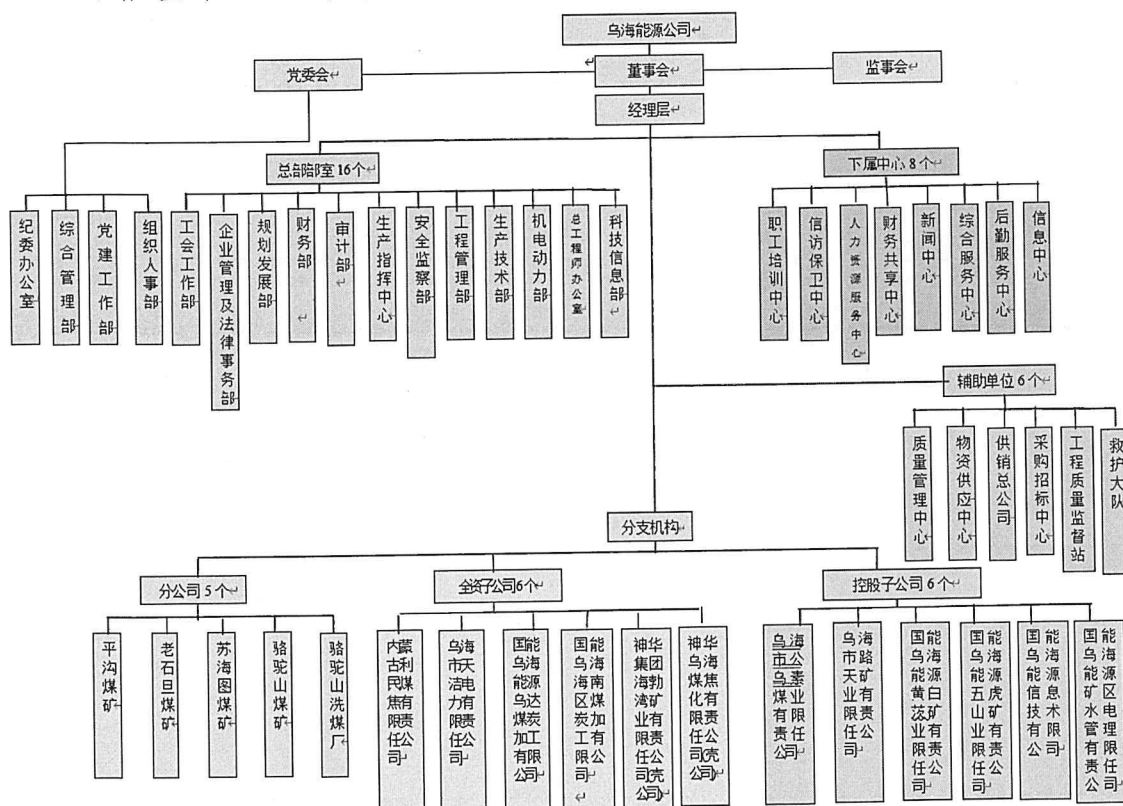 乌海能源公司
党委会
董事会
监事会
经理层
总部部室 16个
下属中心 8个
纪委办公室
综合管理部
党建工作部
组织人事部
工会工作部
企业管理及法律事务部
规划发展部
财务部
审计部
生产指挥中心
安全监察部
工程管理部
生产技术部
机电动力部
总工程师办公室
科技信息部
职工培训中心
信访保卫中心
人力资源服务中心
财务共享中心
新闻中心
综合服务中心
后勤服务中心
信息中心
辅助单位 6个
质量管理中心
物资供应中心
供销总公司
采购招标中心
工程质量监督站
救护大队
分支机构
分公司 5个
全资子公司6个
控股子公司 6个
平沟煤矿
老石旦煤矿
苏海图煤矿
骆驼山煤矿
骆驼山洗煤厂
内蒙古利民煤焦有限责任公司
乌海市天洁电力有限责任公司
国能乌海能源乌达煤炭加工有限公司
国能乌海海南区煤炭加工有限公司
神华集团海勃湾矿业有限责任公司(壳公司)
神华乌海煤焦化有限责任公司(壳公司)
乌海市公乌素煤业有限责任公司
乌海市路天矿业有限责任公司
国能乌海能源黄白茨矿业有限责任公司
国能乌海能源五虎山矿业有限责任公司
国能乌海能源信息技术有限公司
国能乌海能源矿区水电管理有限责任公司